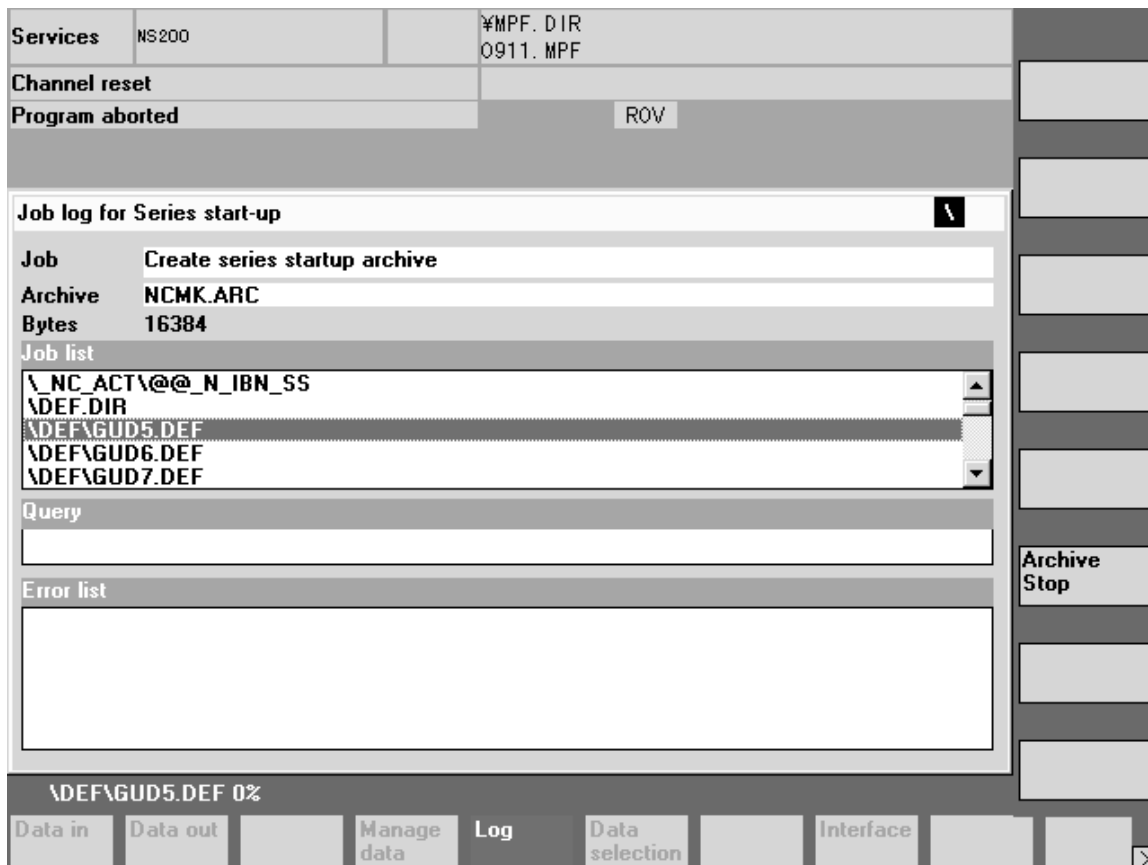 Services NS200 ¥MPF. DIR
0911. MPF
Channel reset
Program aborted ROV
Job log for Series start-up \
Job Create series startup archive
Archive NCMK.ARC
Bytes 16384
Job list
\_NC_ACT\@@_N_IBN_SS
\DEF.DIR
\DEF\GUD5.DEF
\DEF\GUD6.DEF
\DEF\GUD7.DEF
Query
Error list
Archive
Stop
\DEF\GUD5.DEF 0%
Data in Data out Manage data Log Data selection Interface